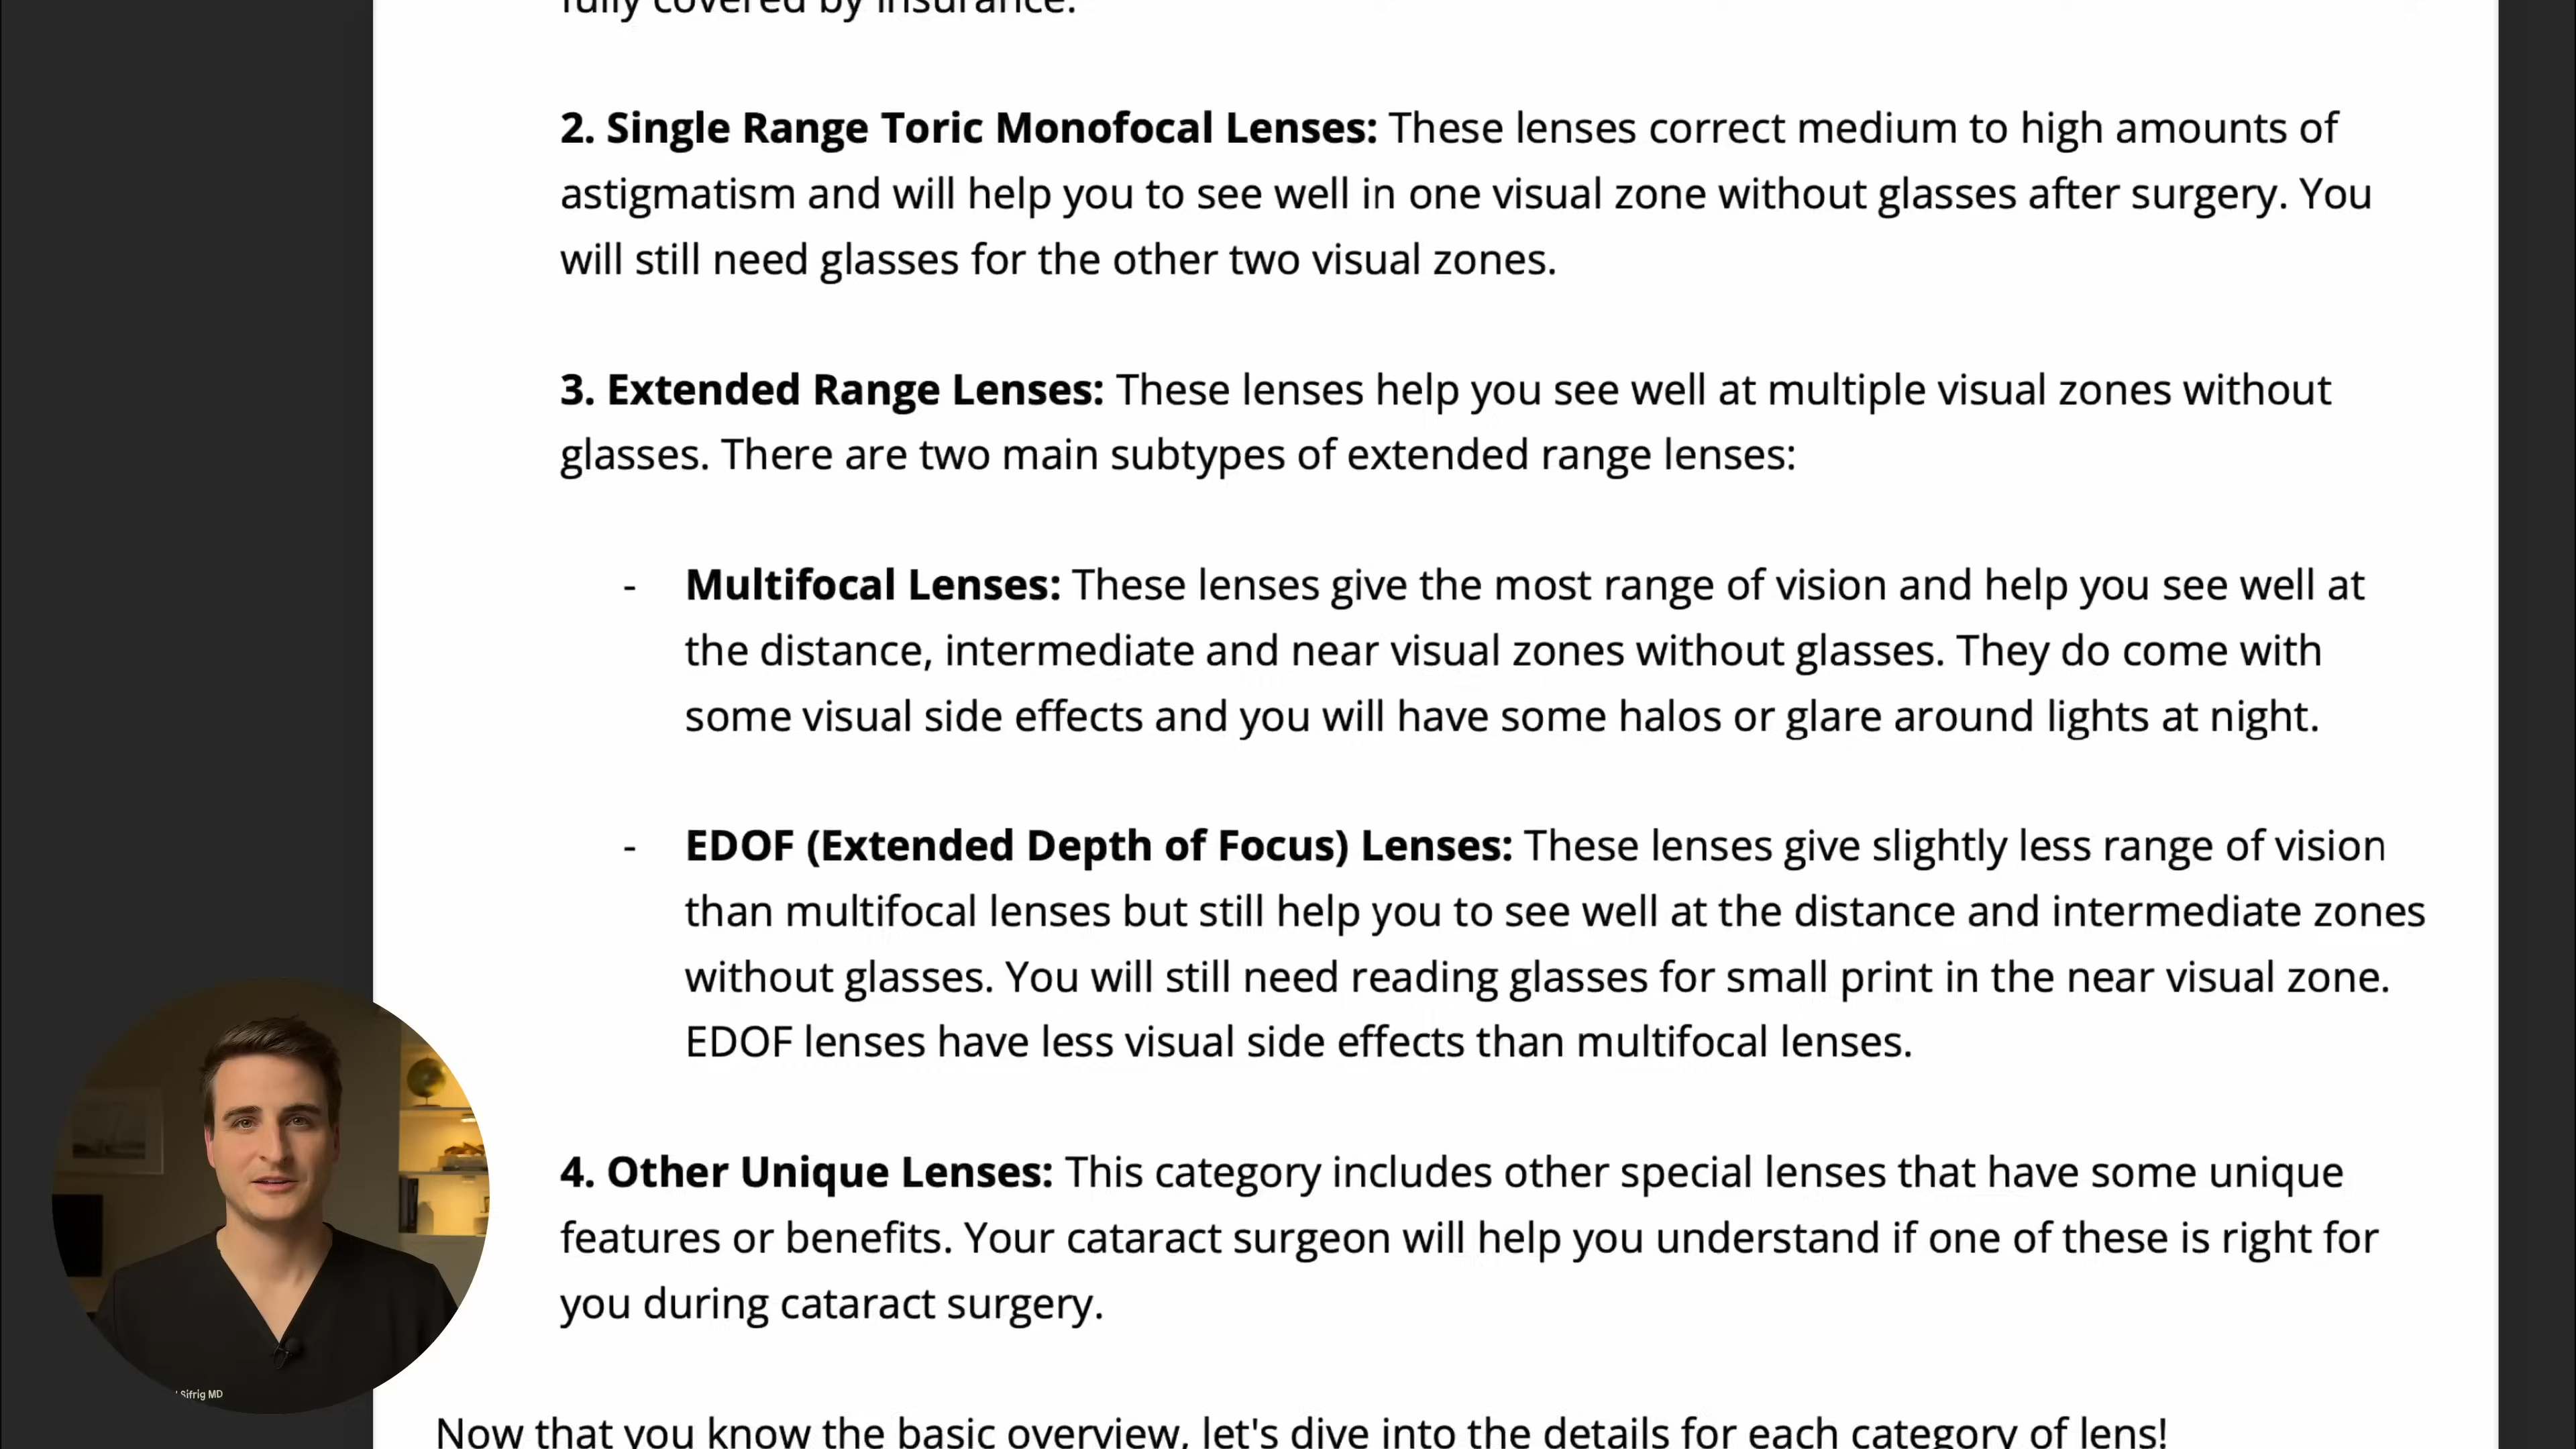 fully covered by insurance.
2. Single Range Toric Monofocal Lenses: These lenses correct medium to high amounts of
astigmatism and will help you to see well in one visual zone without glasses after surgery. You
will still need glasses for the other two visual zones.
3. Extended Range Lenses: These lenses help you see well at multiple visual zones without
glasses. There are two main subtypes of extended range lenses:
- Multifocal Lenses: These lenses give the most range of vision and help you see well at
the distance, intermediate and near visual zones without glasses. They do come with
some visual side effects and you will have some halos or glare around lights at night.
- EDOF (Extended Depth of Focus) Lenses: These lenses give slightly less range of vision
than multifocal lenses but still help you to see well at the distance and intermediate zones
without glasses. You will still need reading glasses for small print in the near visual zone.
EDOF lenses have less visual side effects than multifocal lenses.
4. Other Unique Lenses: This category includes other special lenses that have some unique
features or benefits. Your cataract surgeon will help you understand if one of these is right for
you during cataract surgery.
Sifrig MD
Now that you know the basic overview, let's dive into the details for each category of lens!